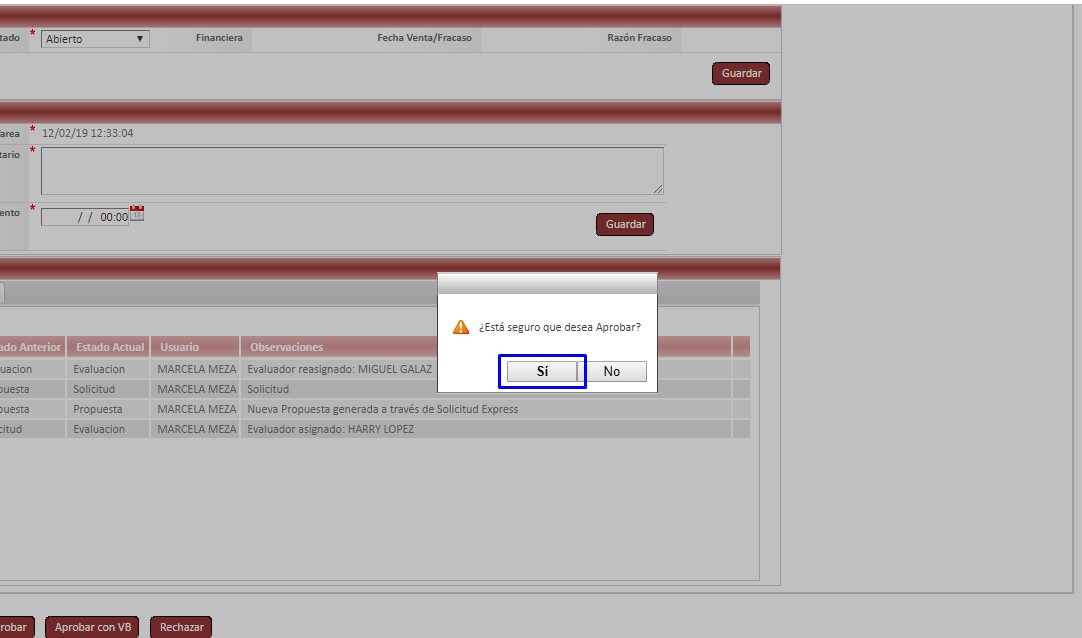 tado * Abierto Financiera Fecha Venta/Fracaso Razón Fracaso
Guardar
area * 12/02/19 12:33:04
tario *
ento * / / 00:00
Guardar
¿Está seguro que desea Aprobar?
Sí No
ado Anterior Estado Actual Usuario Observaciones
uacion Evaluacion MARCELA MEZA Evaluador reasignado: MIGUEL GALAZ
uesta Solicitud MARCELA MEZA Solicitud
uesta Propuesta MARCELA MEZA Nueva Propuesta generada a través de Solicitud Express
citud Evaluacion MARCELA MEZA Evaluador asignado: HARRY LOPEZ
robar Aprobar con VB Rechazar